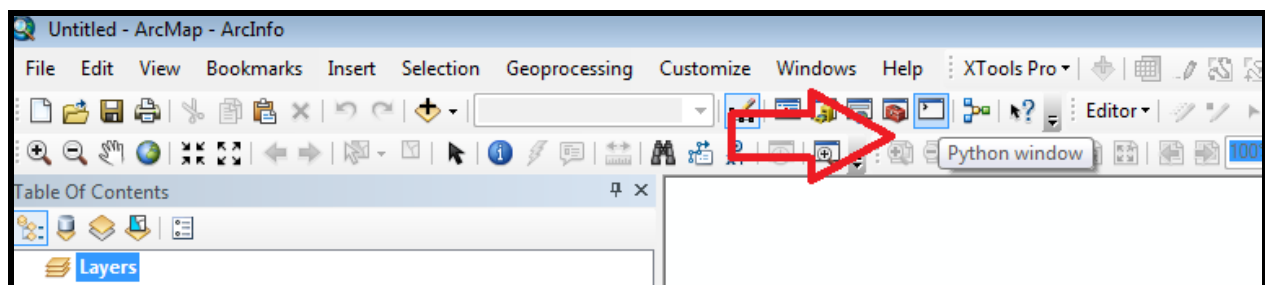 Untitled - ArcMap - ArcInfo
File Edit View Bookmarks Insert Selection Geoprocessing Customize Windows Help XTools Pro
Editor
Python window 100
Table Of Contents
Layers